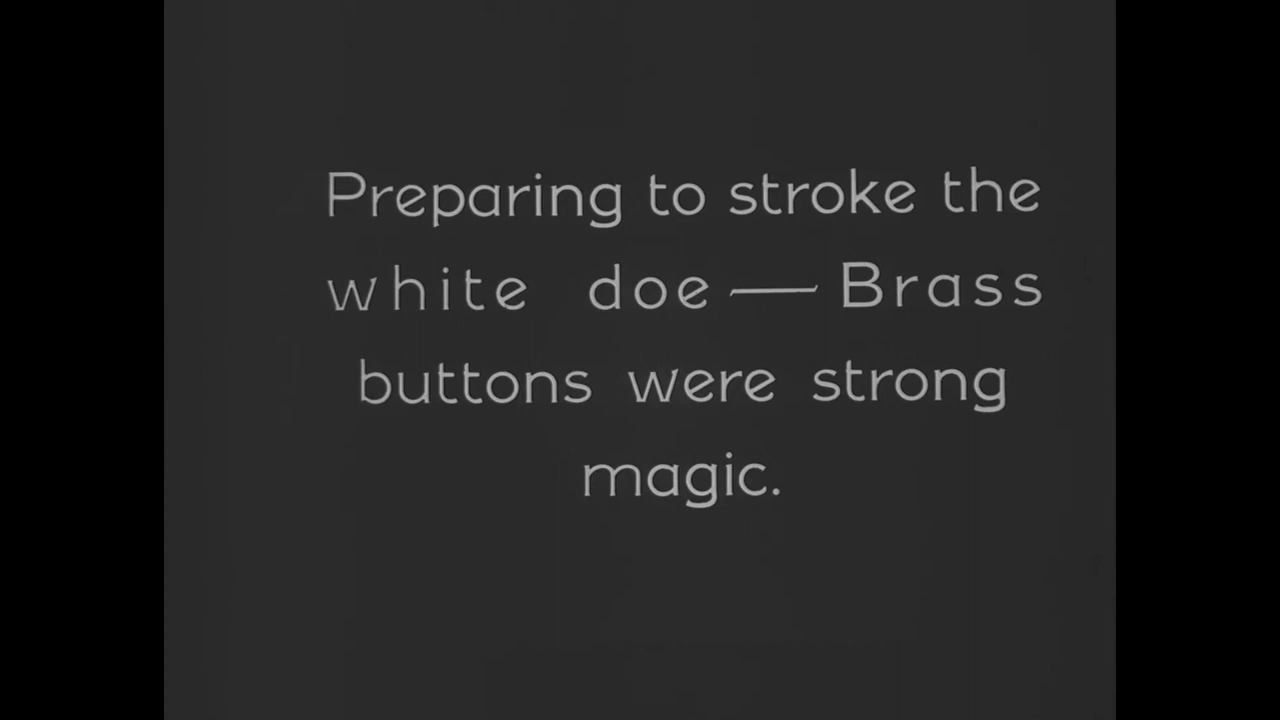 Preparing to stroke the
white doe — Brass
buttons were strong
magic.